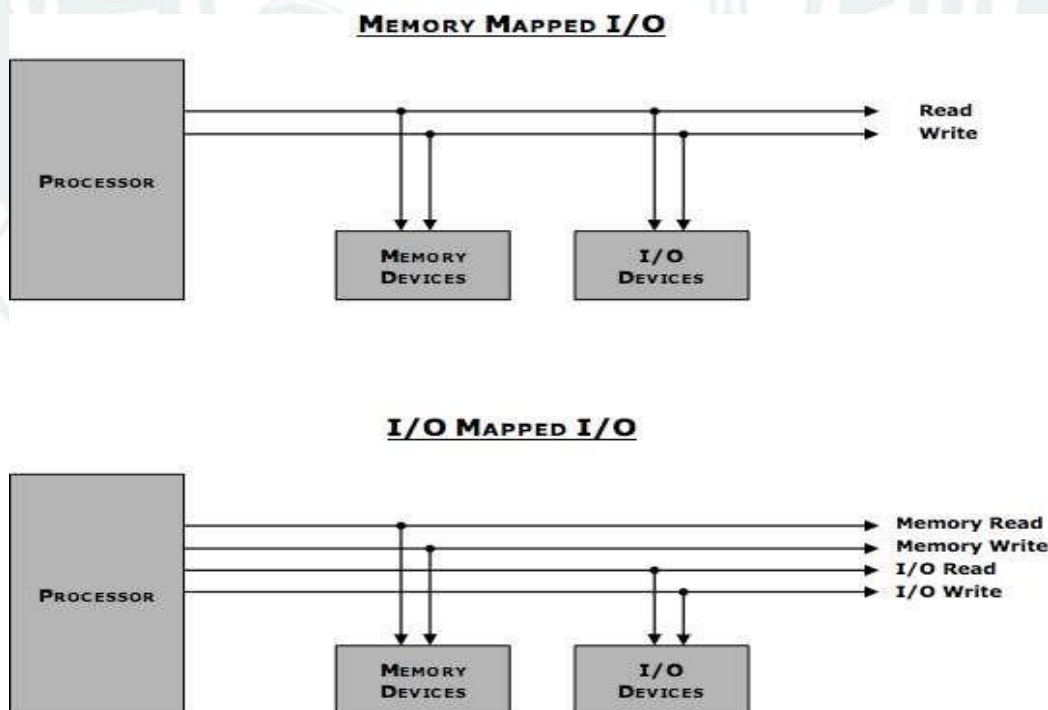 MEMORY MAPPED I/O
Read
Write
PROCESSOR
MEMORY
DEVICES
I/O
DEVICES
I/O MAPPED I/O
Memory Read
Memory Write
I/O Read
I/O Write
PROCESSOR
MEMORY
DEVICES
I/O
DEVICES